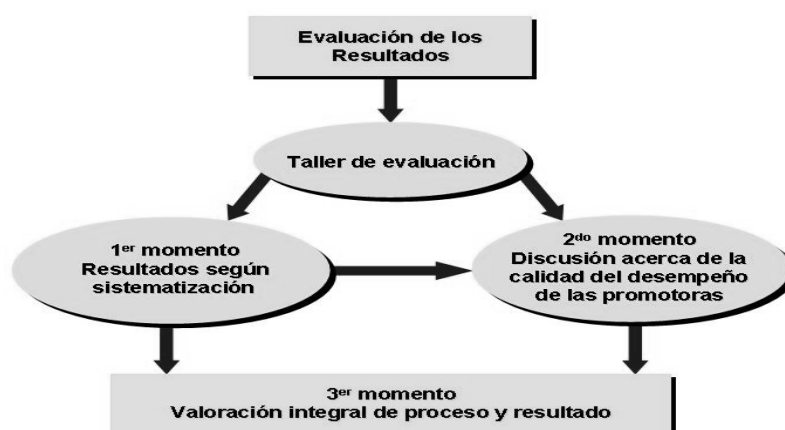 Evaluación de los
Resultados
Taller de evaluación
1er momento
Resultados según
sistematización
2do momento
Discusión acerca de la
calidad del desempeño
de las promotoras
3er momento
Valoración integral de proceso y resultado